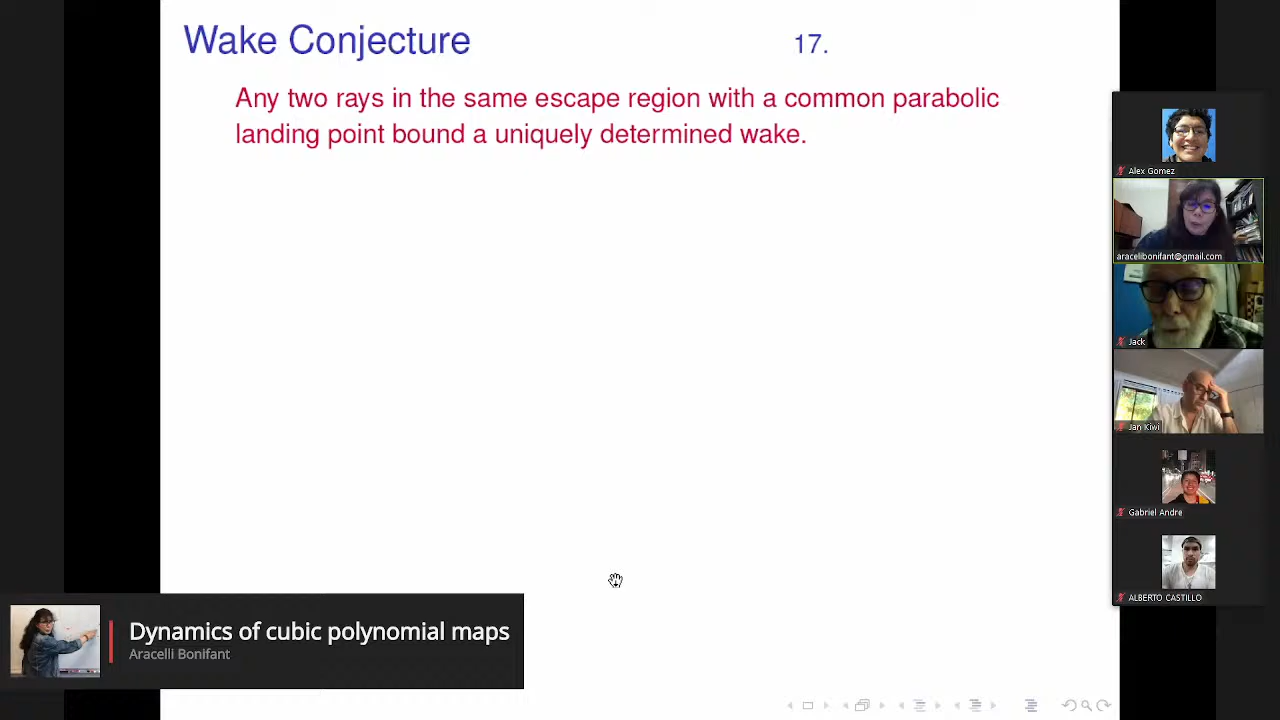 Wake Conjecture
17.
Any two rays in the same escape region with a common parabolic
landing point bound a uniquely determined wake.
Alex Gomez
aracelibonifant@gmail.com
Jack
Jan Kiwi
Gabriel Andre
ALBERTO CASTILLO
Dynamics of cubic polynomial maps
Aracelli Bonifant